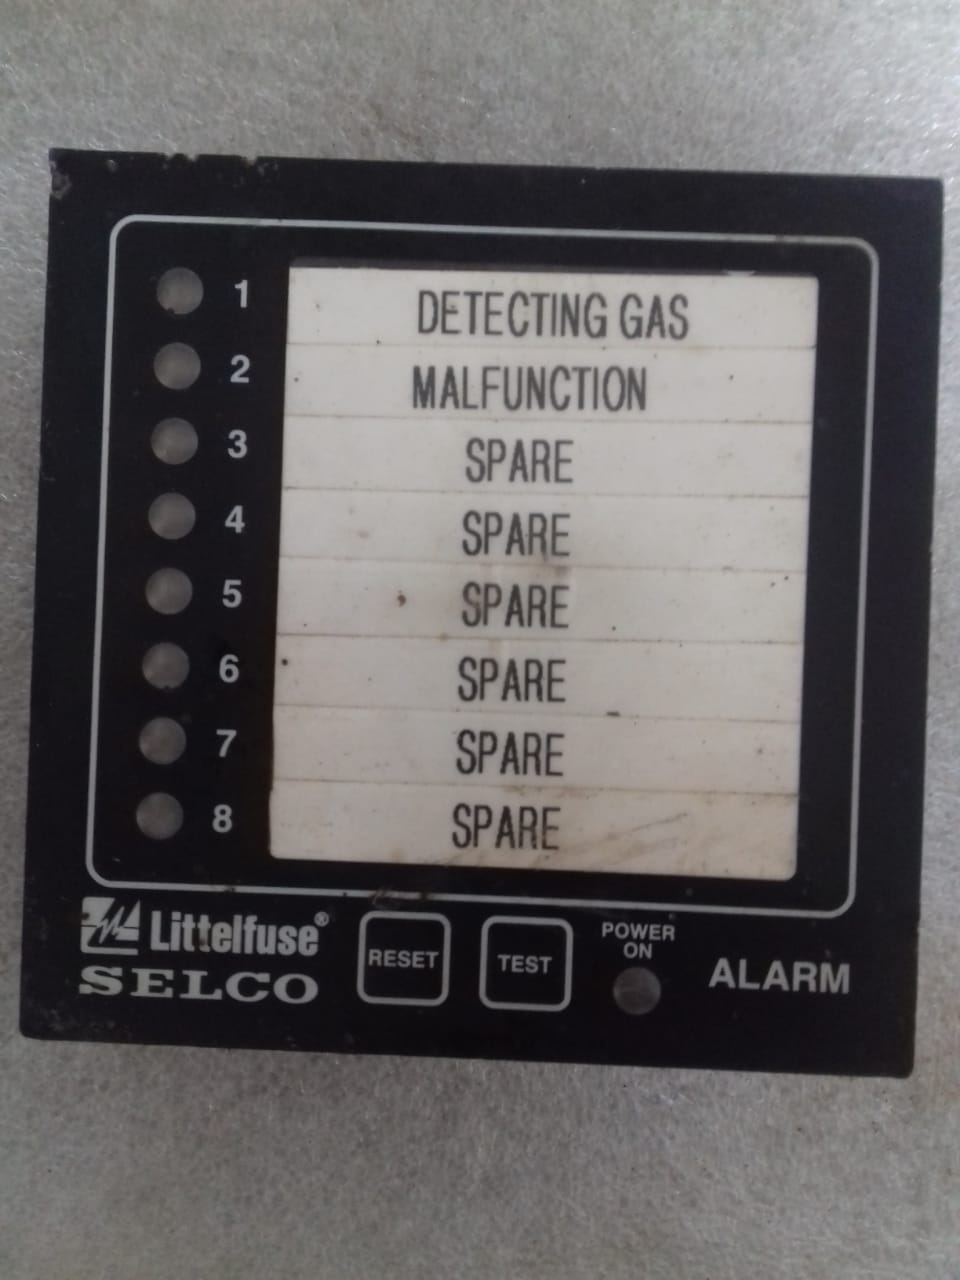 1 DETECTING GAS
2 MALFUNCTION
3 SPARE
4 SPARE
5 SPARE
6 SPARE
7 SPARE
8 SPARE
Littelfuse®
SELCO
RESET
TEST
POWER
ON
ALARM